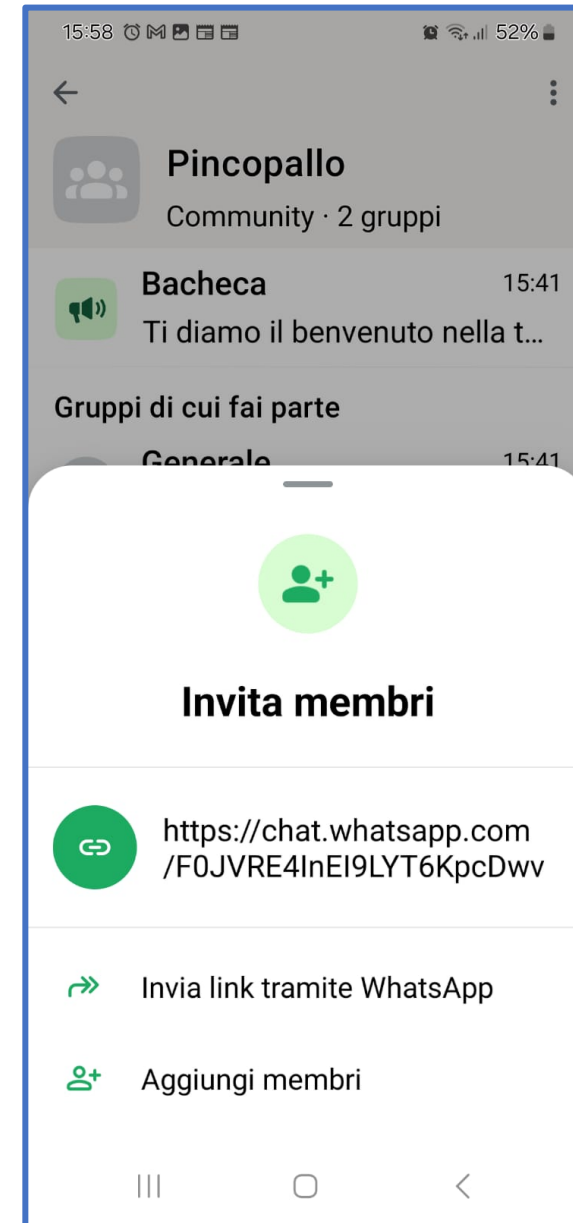 15:58 52%
Pincopallo
Community · 2 gruppi
Bacheca 15:41
Ti diamo il benvenuto nella t...
Gruppi di cui fai parte
Generale 15:41
Invita membri
https://chat.whatsapp.com
/F0JVRE4InEI9LYT6KpcDwv
Invia link tramite WhatsApp
Aggiungi membri